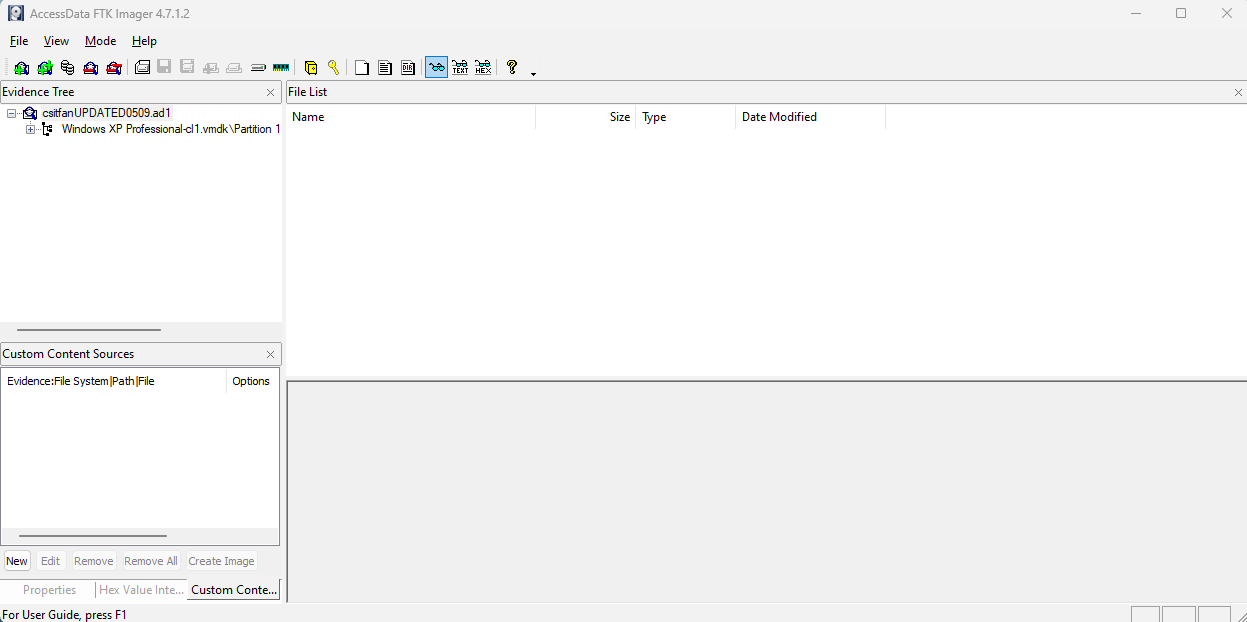 AccessData FTK Imager 4.7.1.2
File View Mode Help
TEXT HEX DIR
Evidence Tree
File List
csitfanUPDATED0509.ad1
Windows XP Professional-cl1.vmdk\Partition 1
Name Size Type Date Modified
Custom Content Sources
Evidence:File System|Path|File Options
New Edit Remove Remove All Create Image
Properties Hex Value Inte... Custom Conte...
For User Guide, press F1